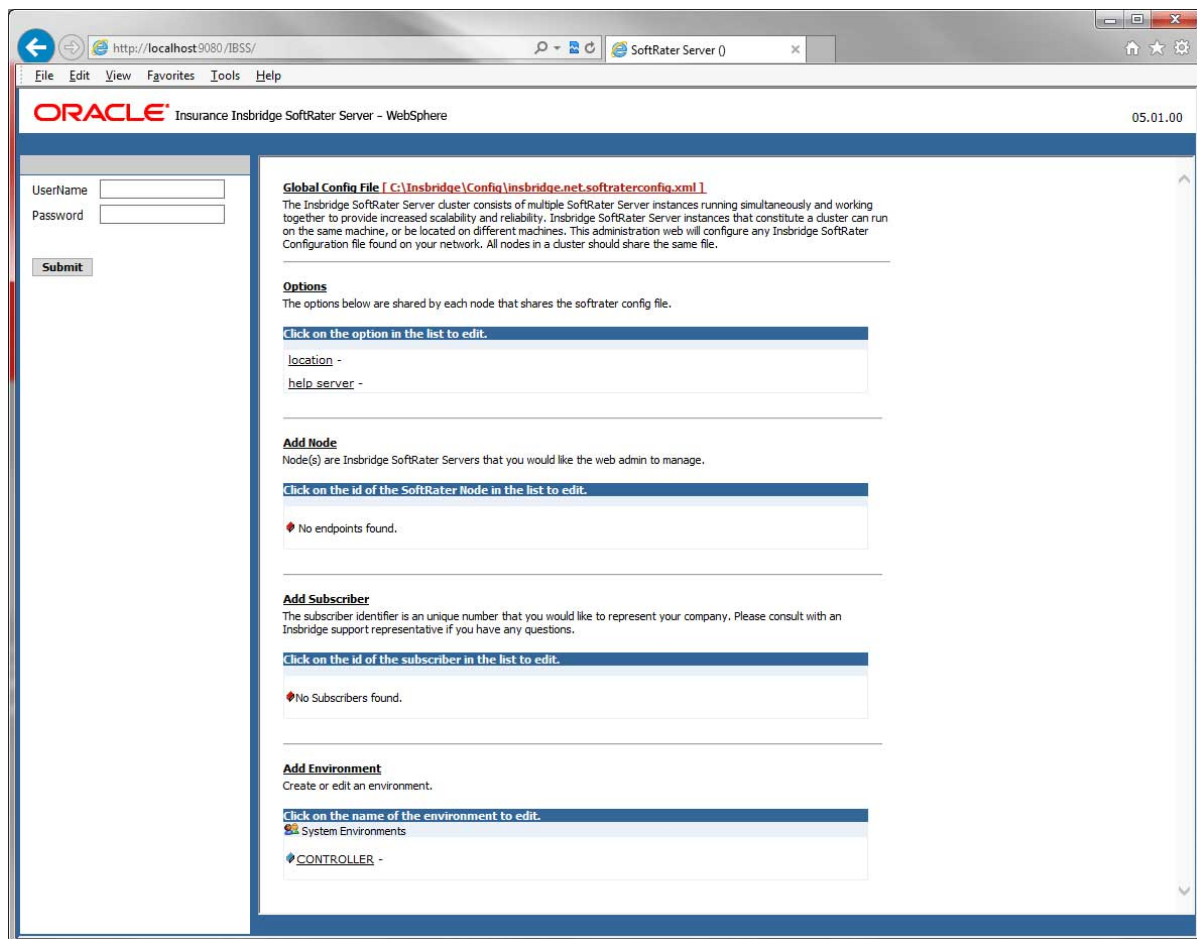 http://localhost:9080/IBSS/
SoftRater Server ()
File Edit View Favorites Tools Help
ORACLE Insurance Insbridge SoftRater Server - WebSphere
05.01.00
UserName
Password
Submit
Global Config File [ C:\Insbridge\Config\insbridge.net.softraterconfig.xml ]
The Insbridge SoftRater Server cluster consists of multiple SoftRater Server instances running simultaneously and working
together to provide increased scalability and reliability. Insbridge SoftRater Server instances that constitute a cluster can run
on the same machine, or be located on different machines. This administration web will configure any Insbridge SoftRater
Configuration file found on your network. All nodes in a cluster should share the same file.
Options
The options below are shared by each node that shares the softrater config file.
Click on the option in the list to edit.
location -
help server -
Add Node
Node(s) are Insbridge SoftRater Servers that you would like the web admin to manage.
Click on the id of the SoftRater Node in the list to edit.
No endpoints found.
Add Subscriber
The subscriber identifier is an unique number that you would like to represent your company. Please consult with an
Insbridge support representative if you have any questions.
Click on the id of the subscriber in the list to edit.
No Subscribers found.
Add Environment
Create or edit an environment.
Click on the name of the environment to edit.
System Environments
CONTROLLER -